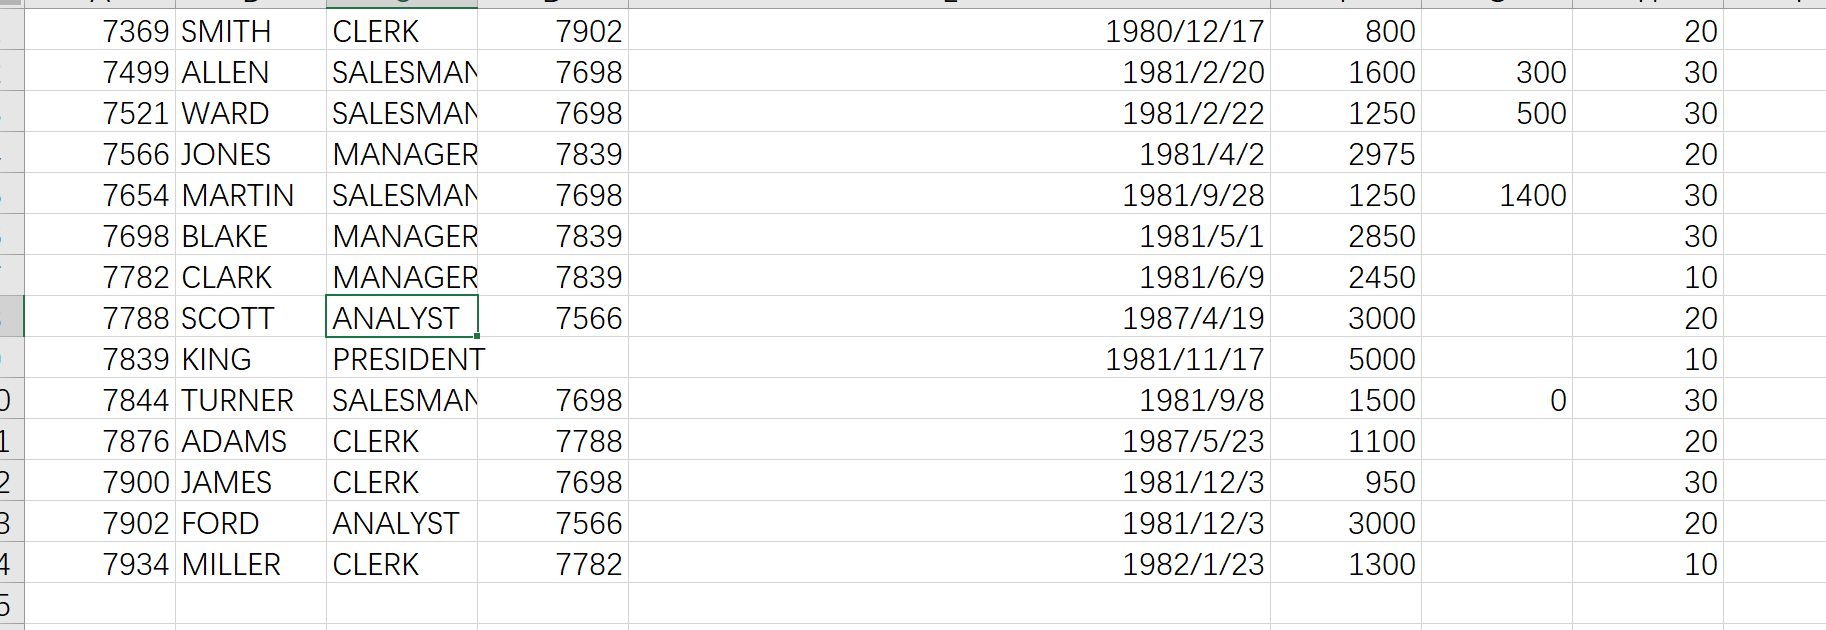 7369 SMITH CLERK 7902 1980/12/17 800 20
7499 ALLEN SALESMAN 7698 1981/2/20 1600 300 30
7521 WARD SALESMAN 7698 1981/2/22 1250 500 30
7566 JONES MANAGER 7839 1981/4/2 2975 20
7654 MARTIN SALESMAN 7698 1981/9/28 1250 1400 30
7698 BLAKE MANAGER 7839 1981/5/1 2850 30
7782 CLARK MANAGER 7839 1981/6/9 2450 10
7788 SCOTT ANALYST 7566 1987/4/19 3000 20
7839 KING PRESIDENT 1981/11/17 5000 10
0 7844 TURNER SALESMAN 7698 1981/9/8 1500 0 30
1 7876 ADAMS CLERK 7788 1987/5/23 1100 20
2 7900 JAMES CLERK 7698 1981/12/3 950 30
3 7902 FORD ANALYST 7566 1981/12/3 3000 20
4 7934 MILLER CLERK 7782 1982/1/23 1300 10
5